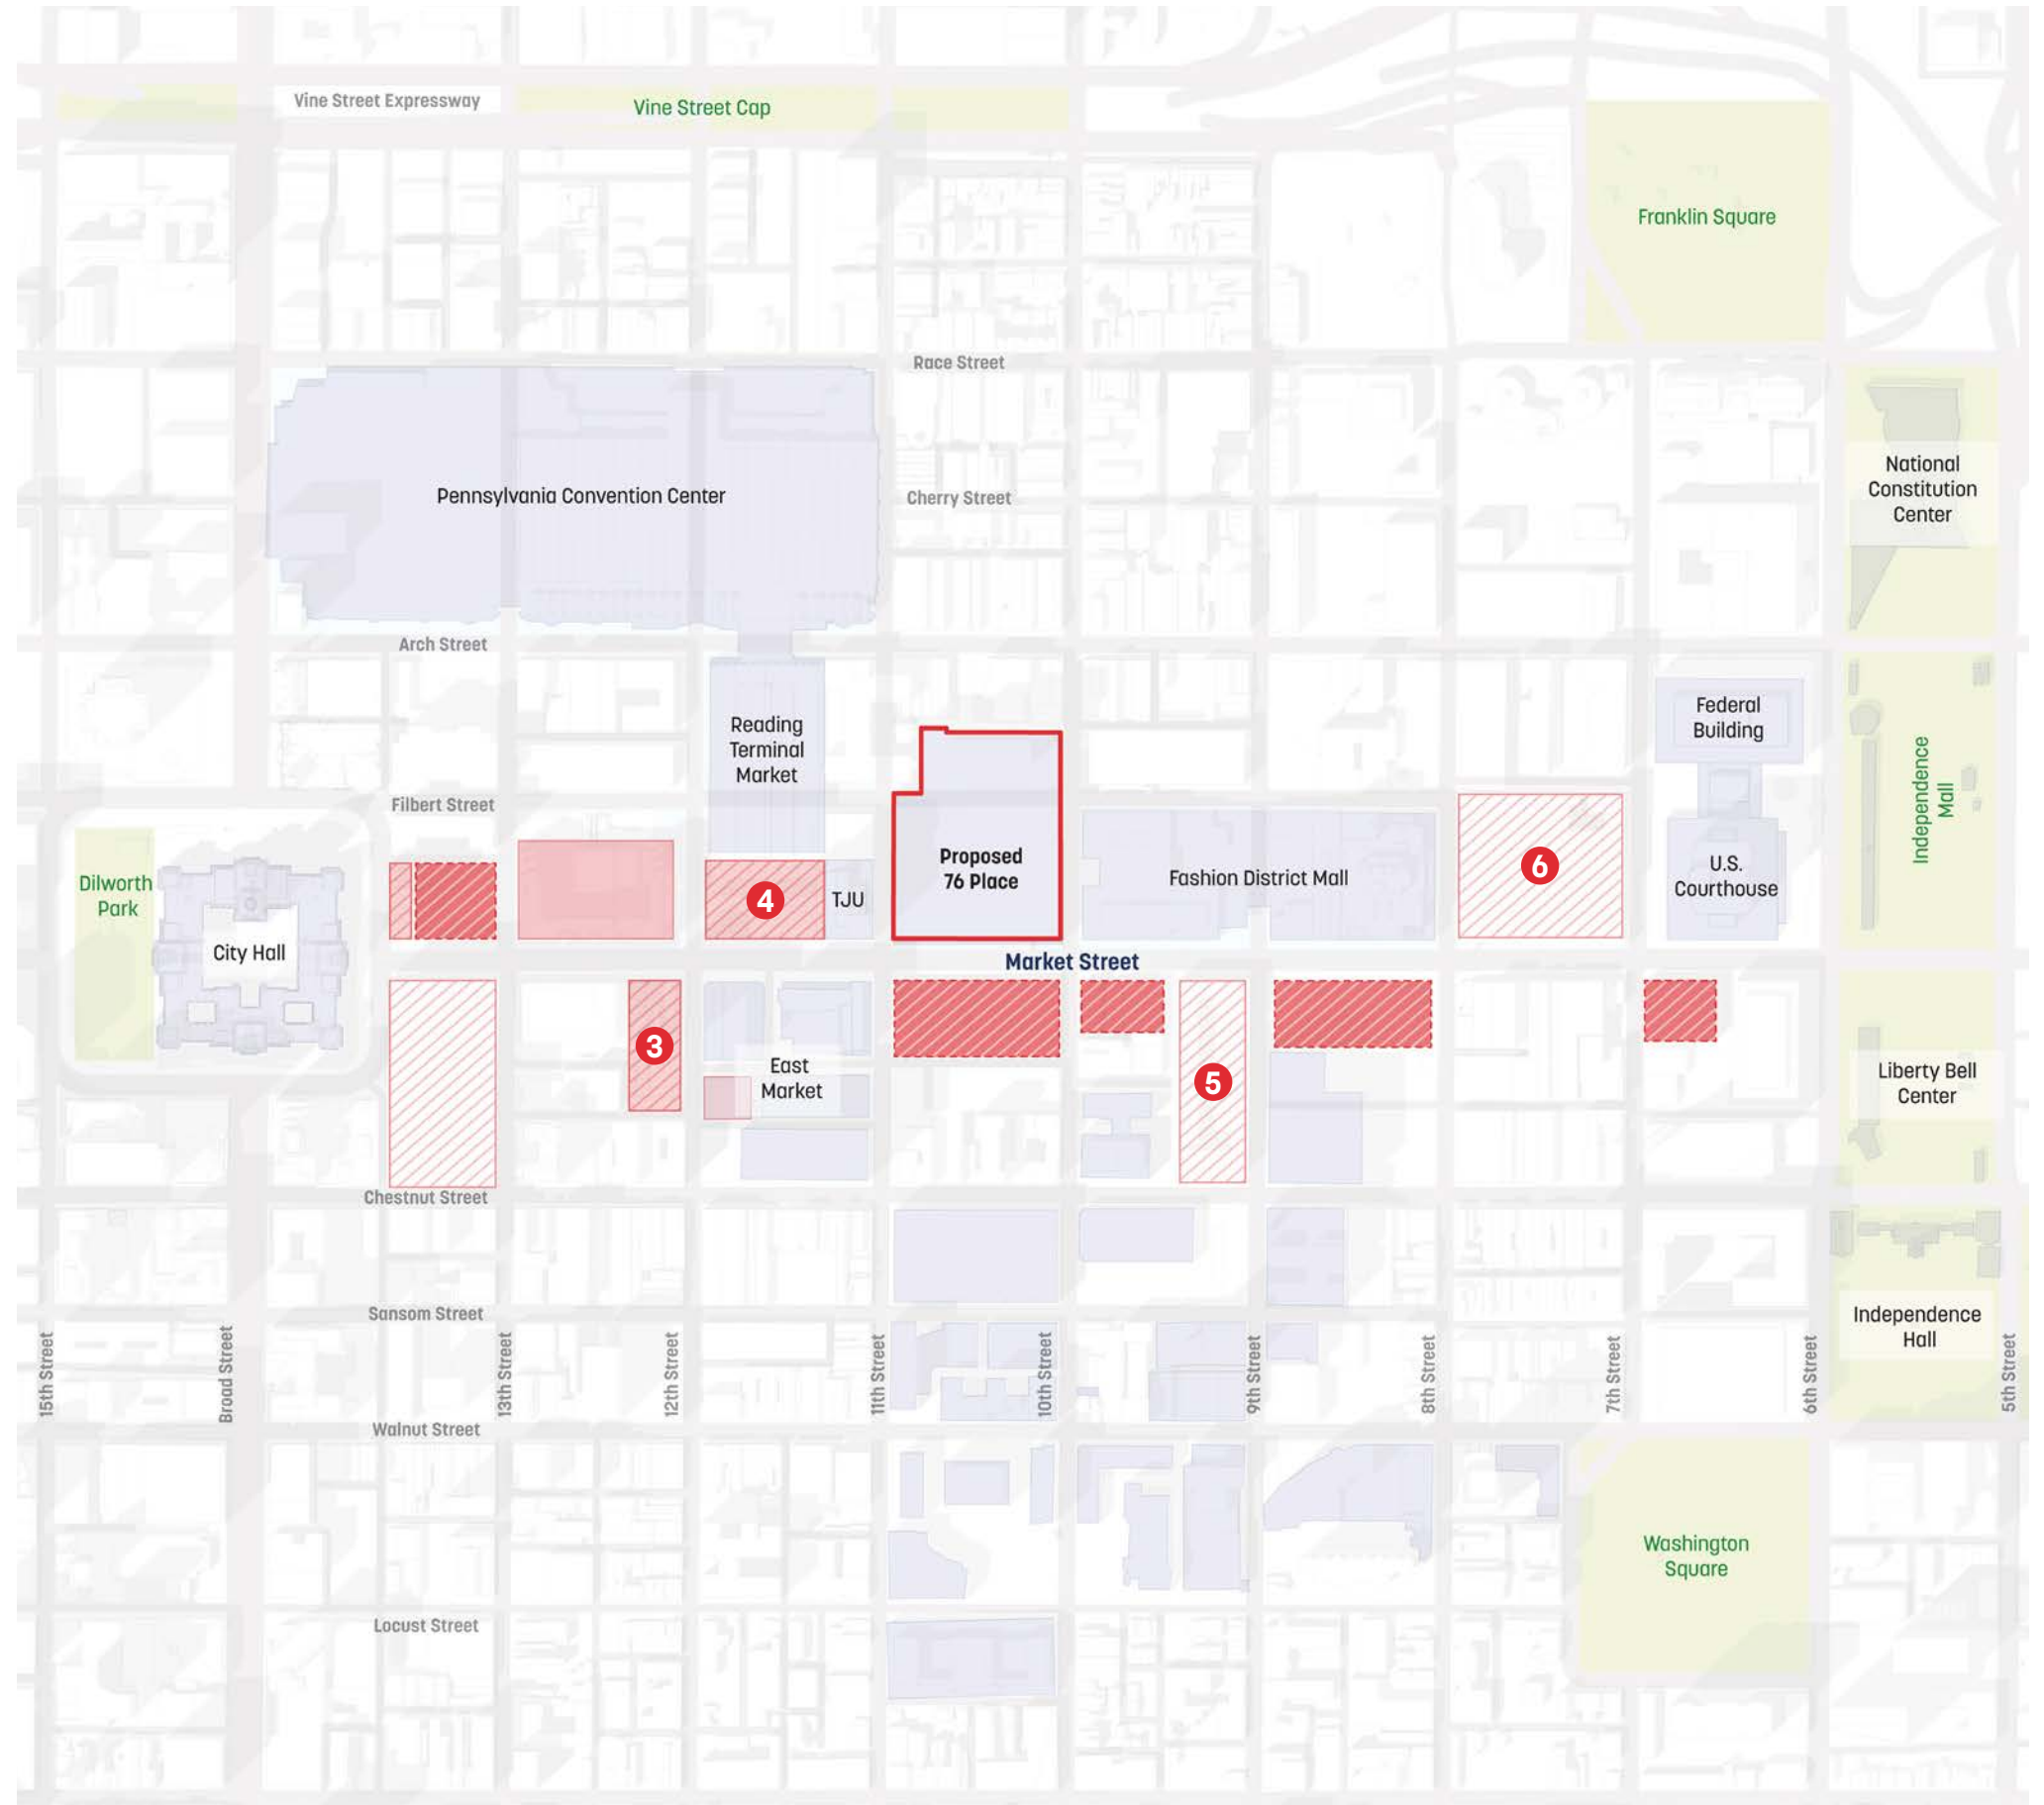 Vine Street Expressway
Vine Street Cap
Franklin Square
Race Street
Pennsylvania Convention Center
Cherry Street
National
Constitution
Center
Arch Street
Reading
Terminal
Market
Federal
Building
Independence
Mall
Filbert Street
Dilworth
Park
City Hall
4
TJU
Proposed
76 Place
Fashion District Mall
6
U.S.
Courthouse
Market Street
3
East
Market
5
Liberty Bell
Center
Chestnut Street
Sansom Street
Independence
Hall
15th Street
Broad Street
13th Street
12th Street
11th Street
10th Street
9th Street
8th Street
7th Street
6th Street
5th Street
Walnut Street
Washington
Square
Locust Street